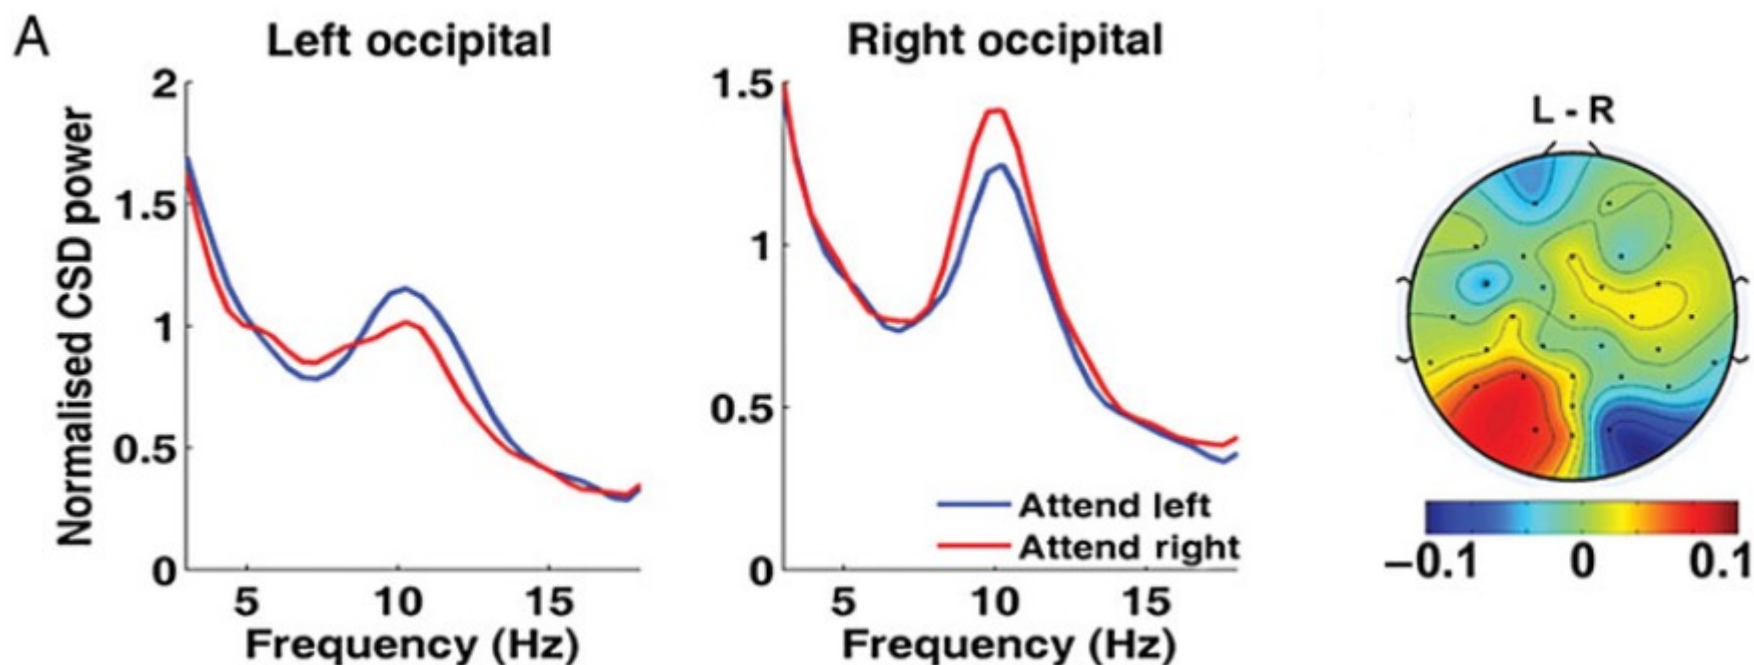 A
Left occipital
Right occipital
L - R
Normalised CSD power
2
1.5
1
0.5
0
5 10 15
Frequency (Hz)
1.5
1
0.5
0
5 10 15
Frequency (Hz)
Attend left
Attend right
−0.1 0 0.1